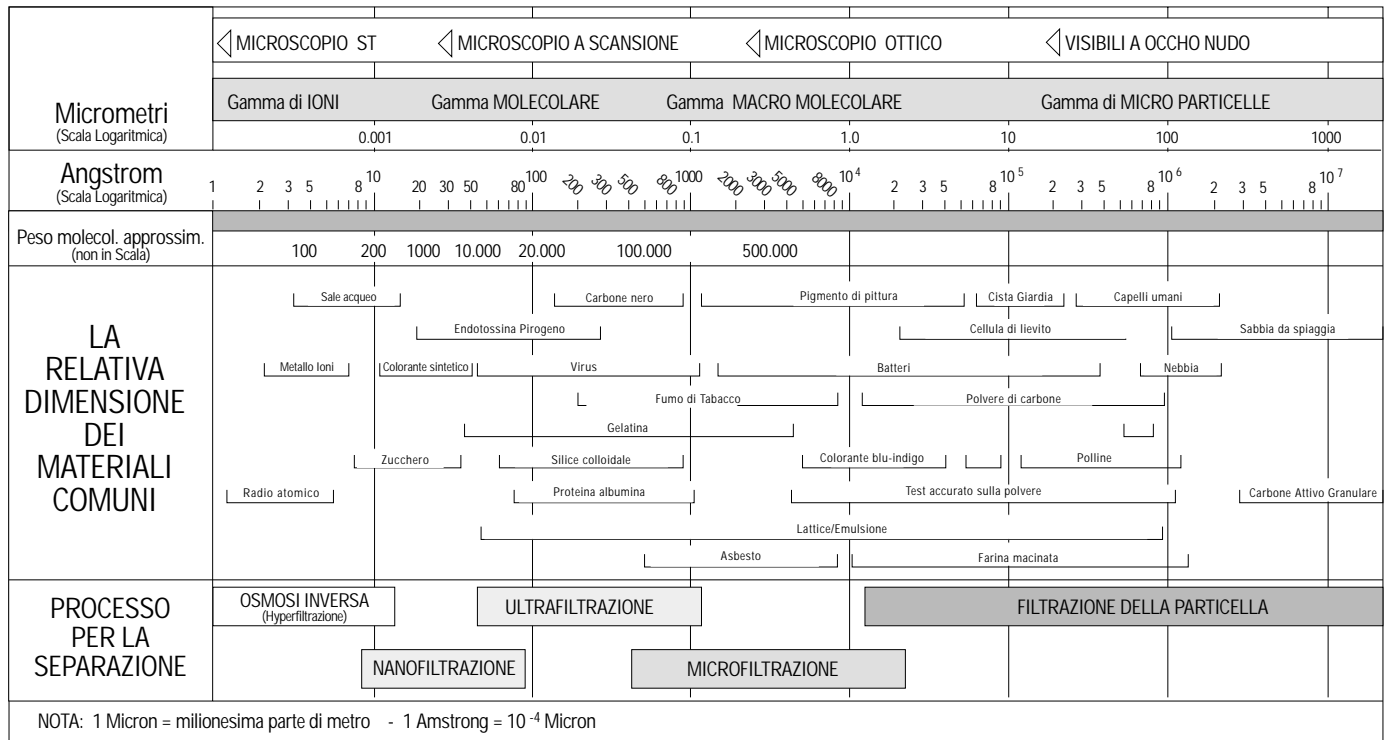 MICROSCOPIO ST
MICROSCOPIO A SCANSIONE
MICROSCOPIO OTTICO
VISIBILI A OCCHO NUDO
Micrometri
(Scala Logaritmica)
Gamma di IONI
Gamma MOLECOLARE
Gamma MACRO MOLECOLARE
Gamma di MICRO PARTICELLE
0.001 0.01 0.1 1.0 10 100 1000
Angstrom
(Scala Logaritmica)
1 2 3 5 8 10 20 30 50 80 100 200 300 500 800 1000 2000 3000 5000 8000 10⁴ 2 3 5 8 10⁵ 2 3 5 8 10⁶ 2 3 5 8 10⁷
Peso molecol. approssim.
(non in Scala)
100 200 1000 10.000 20.000 100.000 500.000
LA
RELATIVA
DIMENSIONE
DEI
MATERIALI
COMUNI
Sale acqueo Carbone nero Pigmento di pittura Cista Giardia Capelli umani
Endotossina Pirogeno Cellula di lievito Sabbia da spiaggia
Metallo Ioni Colorante sintetico Virus Batteri Nebbia
Fumo di Tabacco Polvere di carbone
Gelatina
Zucchero Silice colloidale Colorante blu-indigo Polline
Radio atomico Proteina albumina Test accurato sulla polvere Carbone Attivo Granulare
Lattice/Emulsione
Asbesto Farina macinata
PROCESSO
PER LA
SEPARAZIONE
OSMOSI INVERSA
(Hyperfiltrazione)
ULTRAFILTRAZIONE
FILTRAZIONE DELLA PARTICELLA
NANOFILTRAZIONE
MICROFILTRAZIONE
NOTA: 1 Micron = milionesima parte di metro - 1 Amstrong = 10 ⁻⁴ Micron